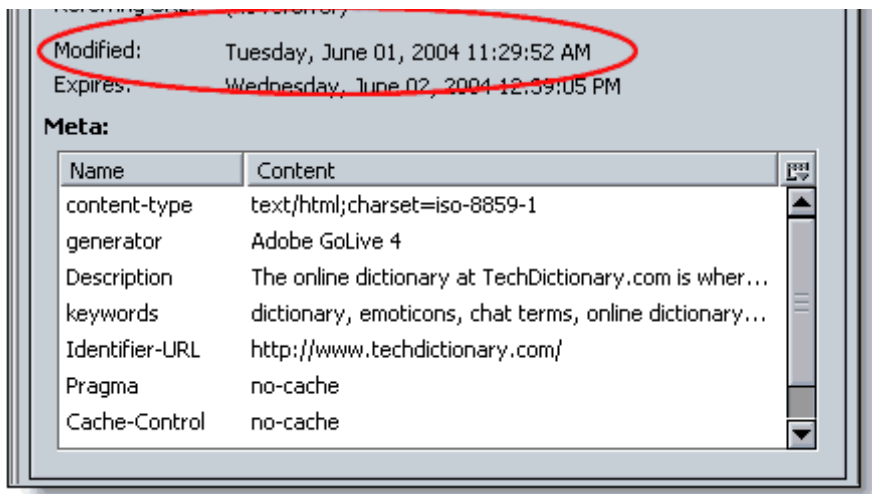 Modified: Tuesday, June 01, 2004 11:29:52 AM
Expires: Wednesday, June 02, 2004 12:39:05 PM
Meta:
Name Content
content-type text/html;charset=iso-8859-1
generator Adobe GoLive 4
Description The online dictionary at TechDictionary.com is wher...
keywords dictionary, emoticons, chat terms, online dictionary...
Identifier-URL http://www.techdictionary.com/
Pragma no-cache
Cache-Control no-cache